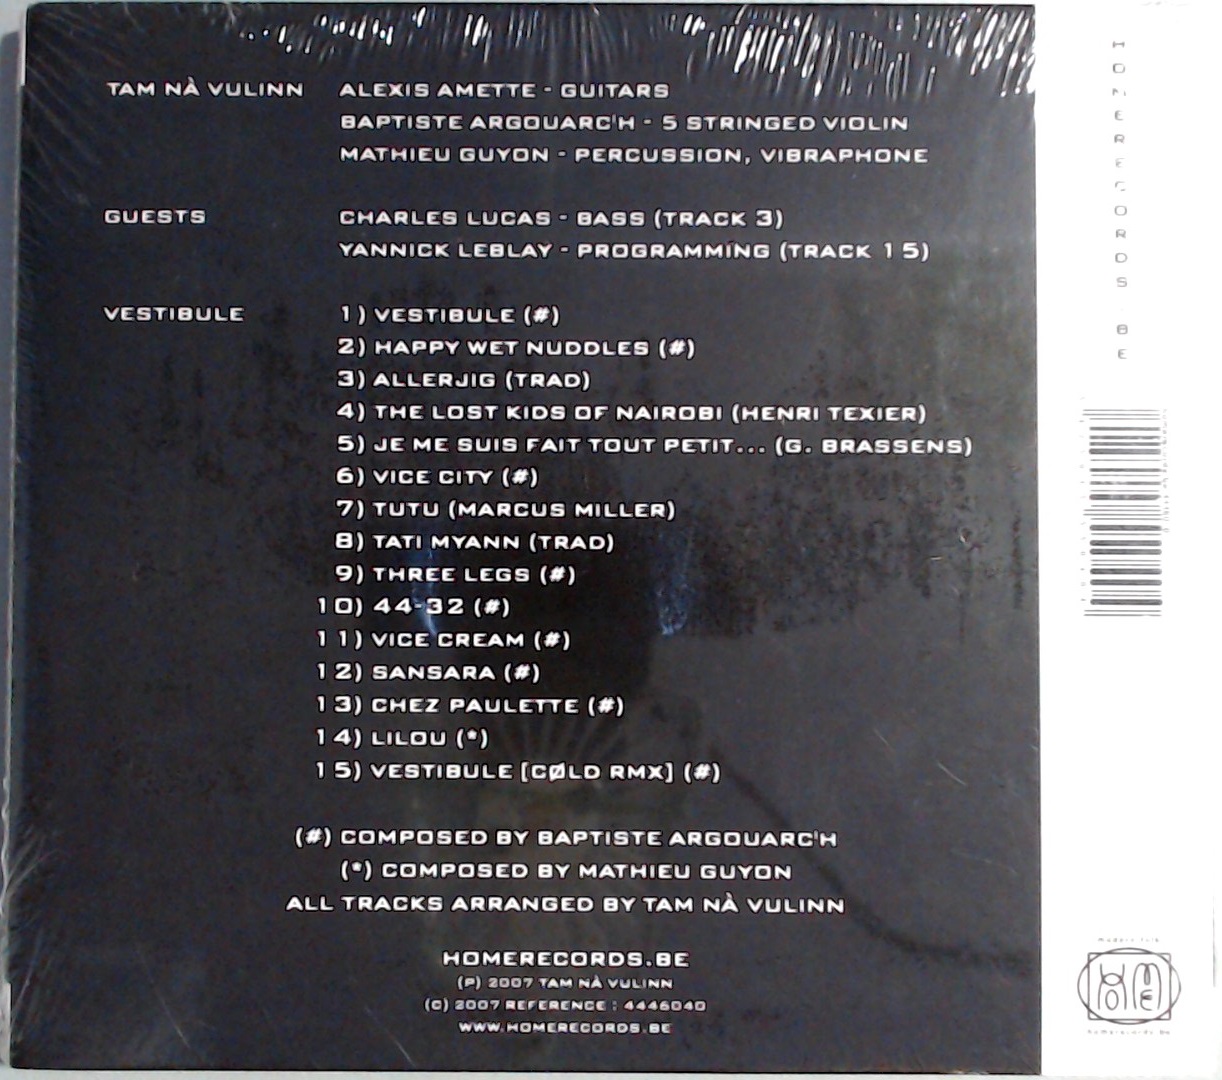 TAM NÀ VULINN ALEXIS AMETTE - GUITARS
BAPTISTE ARGOUARC'H - 5 STRINGED VIOLIN
MATHIEU GUYON - PERCUSSION, VIBRAPHONE
GUESTS CHARLES LUCAS - BASS (TRACK 3)
YANNICK LEBLAY - PROGRAMMING (TRACK 15)
VESTIBULE 1) VESTIBULE (#)
2) HAPPY WET NUDDLES (#)
3) ALLERJIG (TRAD)
4) THE LOST KIDS OF NAIROBI (HENRI TEXIER)
5) JE ME SUIS FAIT TOUT PETIT... (G. BRASSENS)
6) VICE CITY (#)
7) TUTU (MARCUS MILLER)
8) TATI MYANN (TRAD)
9) THREE LEGS (#)
10) 44-32 (#)
11) VICE CREAM (#)
12) SANSARA (#)
13) CHEZ PAULETTE (#)
14) LILOU (*)
15) VESTIBULE [CØLD RMX] (#)
(#) COMPOSED BY BAPTISTE ARGOUARC'H
(*) COMPOSED BY MATHIEU GUYON
ALL TRACKS ARRANGED BY TAM NÀ VULINN
HOMERECORDS.BE
(P) 2007 TAM NÀ VULINN
(C) 2007 REFERENCE : 4446040
WWW.HOMERECORDS.BE
HOMERECORDS.BE
modern folk
HOME
homerecords.be